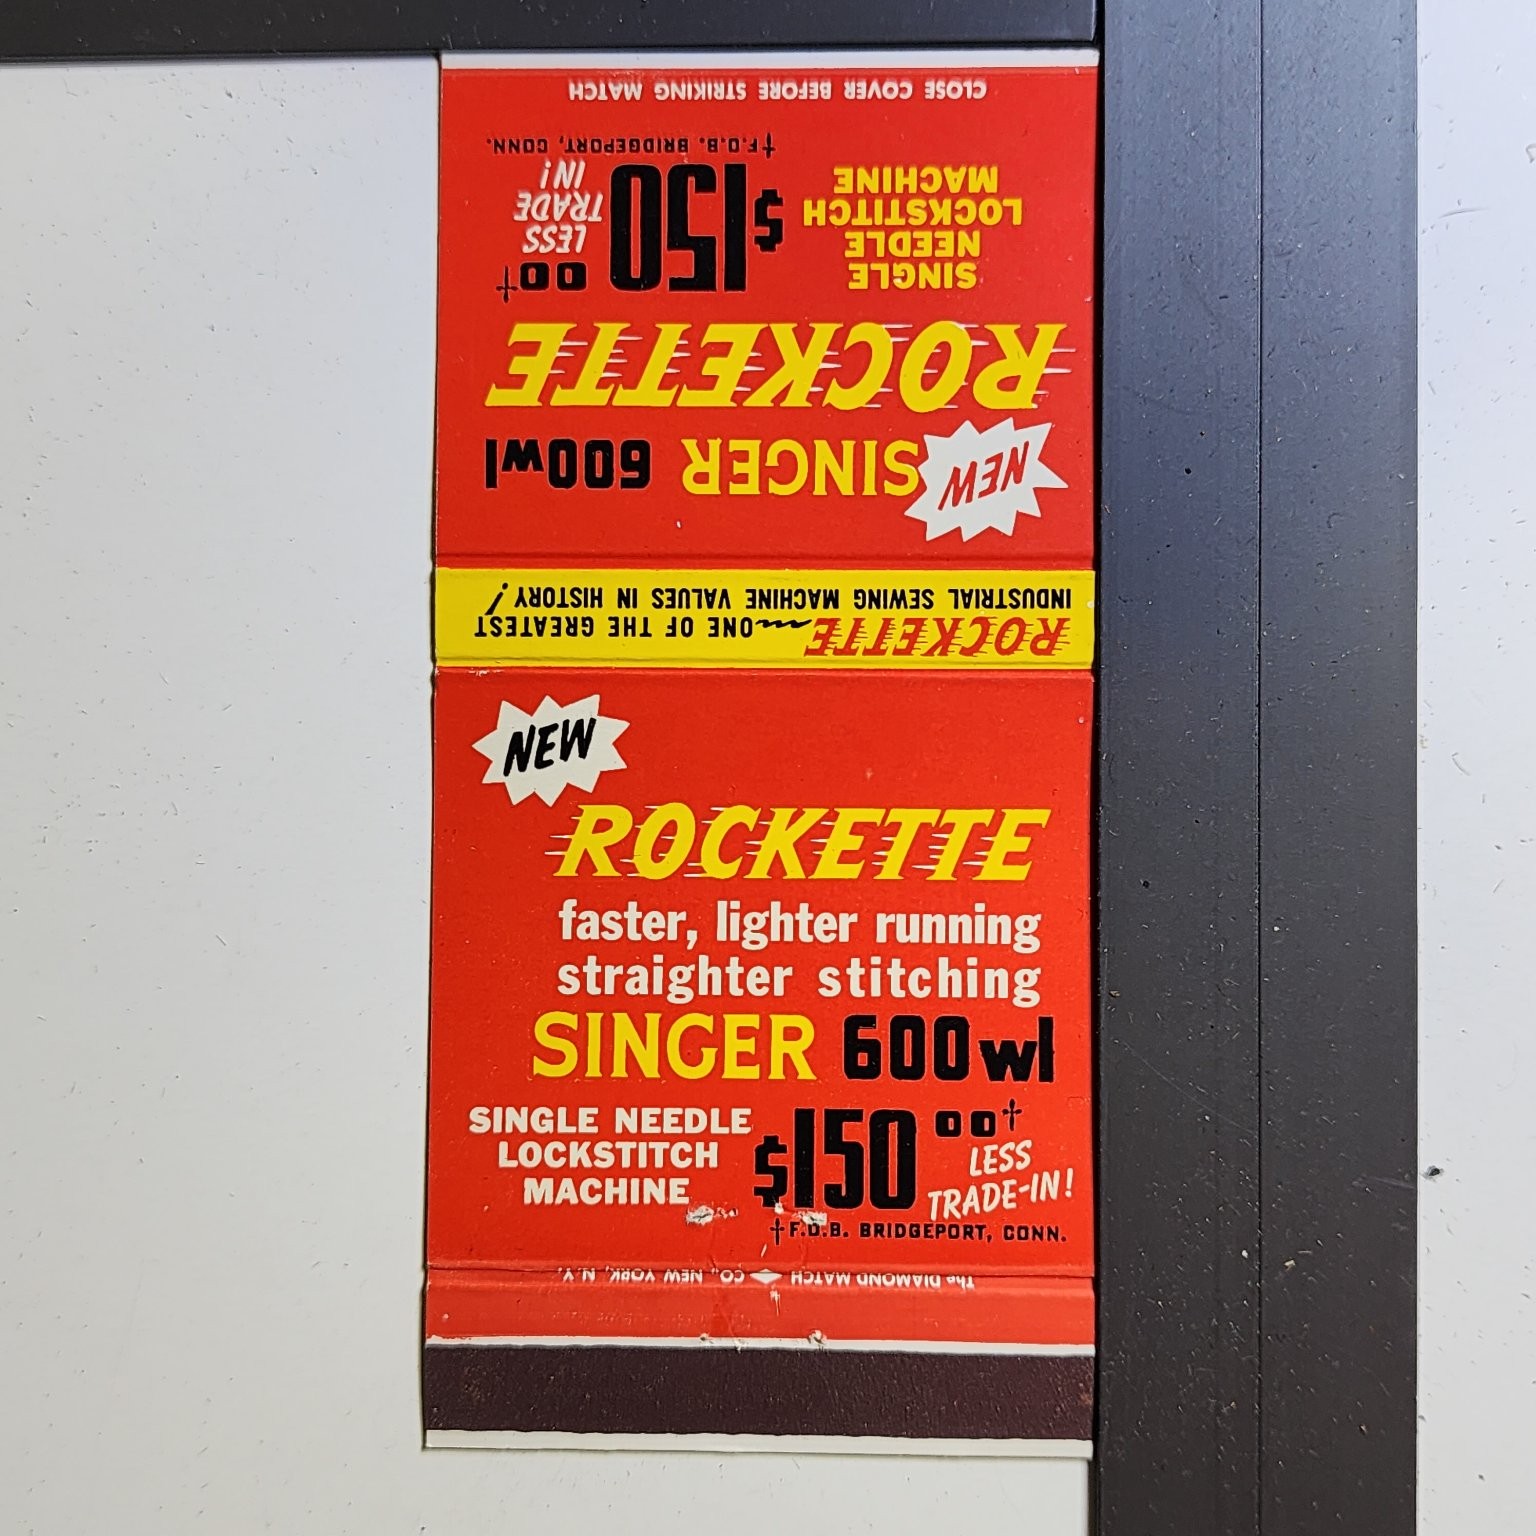 CLOSE COVER BEFORE STRIKING MATCH
NEW SINGER 600wl
ROCKETTE
SINGLE
NEEDLE
LOCKSTITCH
MACHINE
$150 00†
LESS
TRADE
IN!
†F.O.B. BRIDGEPORT, CONN.
ROCKETTE ONE OF THE GREATEST
INDUSTRIAL SEWING MACHINE VALUES IN HISTORY!
NEW
ROCKETTE
faster, lighter running
straighter stitching
SINGER 600wl
SINGLE NEEDLE
LOCKSTITCH
MACHINE
$150 00†
LESS
TRADE-IN!
†F.O.B. BRIDGEPORT, CONN.
The DIAMOND MATCH CO., NEW YORK, N.Y.